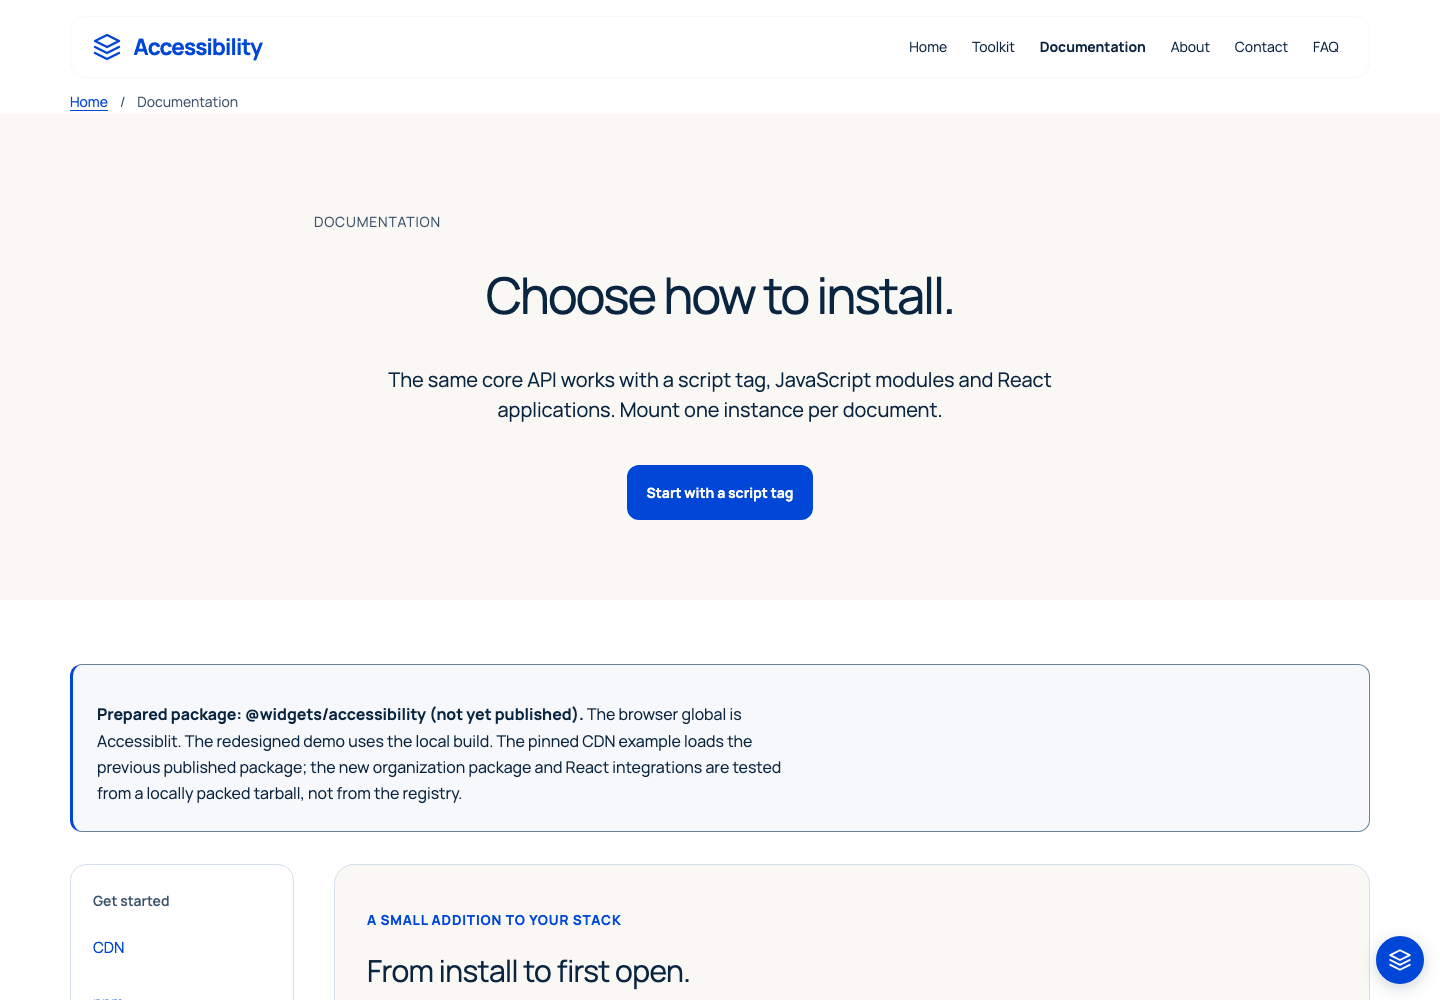 Accessibility
Home Toolkit Documentation About Contact FAQ
Home / Documentation
DOCUMENTATION
Choose how to install.
The same core API works with a script tag, JavaScript modules and React
applications. Mount one instance per document.
Start with a script tag
Prepared package: @widgets/accessibility (not yet published). The browser global is
Accessiblit. The redesigned demo uses the local build. The pinned CDN example loads the
previous published package; the new organization package and React integrations are tested
from a locally packed tarball, not from the registry.
Get started
CDN
A SMALL ADDITION TO YOUR STACK
From install to first open.